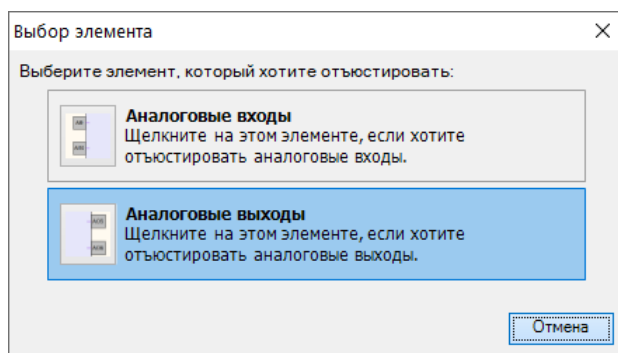 Выбор элемента
Выберите элемент, который хотите отъюстировать:
Аналоговые входы
Щелкните на этом элементе, если хотите
отъюстировать аналоговые входы.
Аналоговые выходы
Щелкните на этом элементе, если хотите
отъюстировать аналоговые выходы.
Отмена